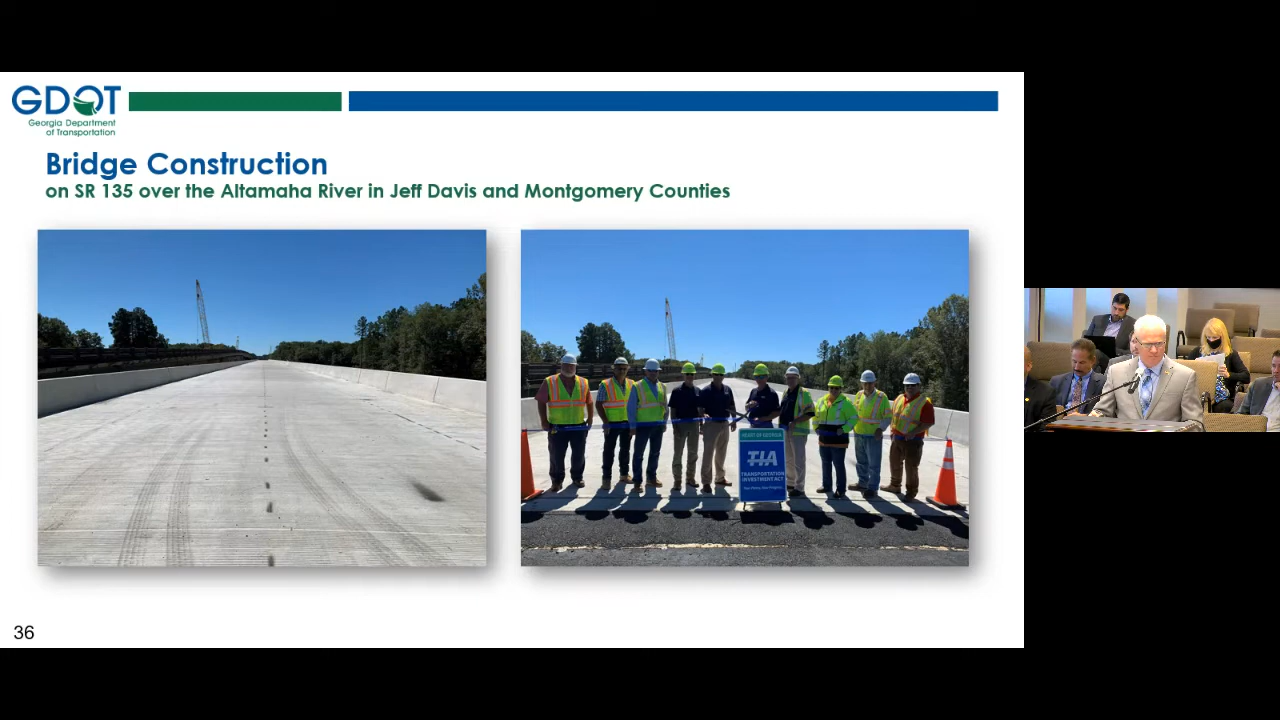 GDOT
Georgia Department
of Transportation
Bridge Construction
on SR 135 over the Altamaha River in Jeff Davis and Montgomery Counties
HEART OF GEORGIA
TIA
TRANSPORTATION
INVESTMENT ACT
36